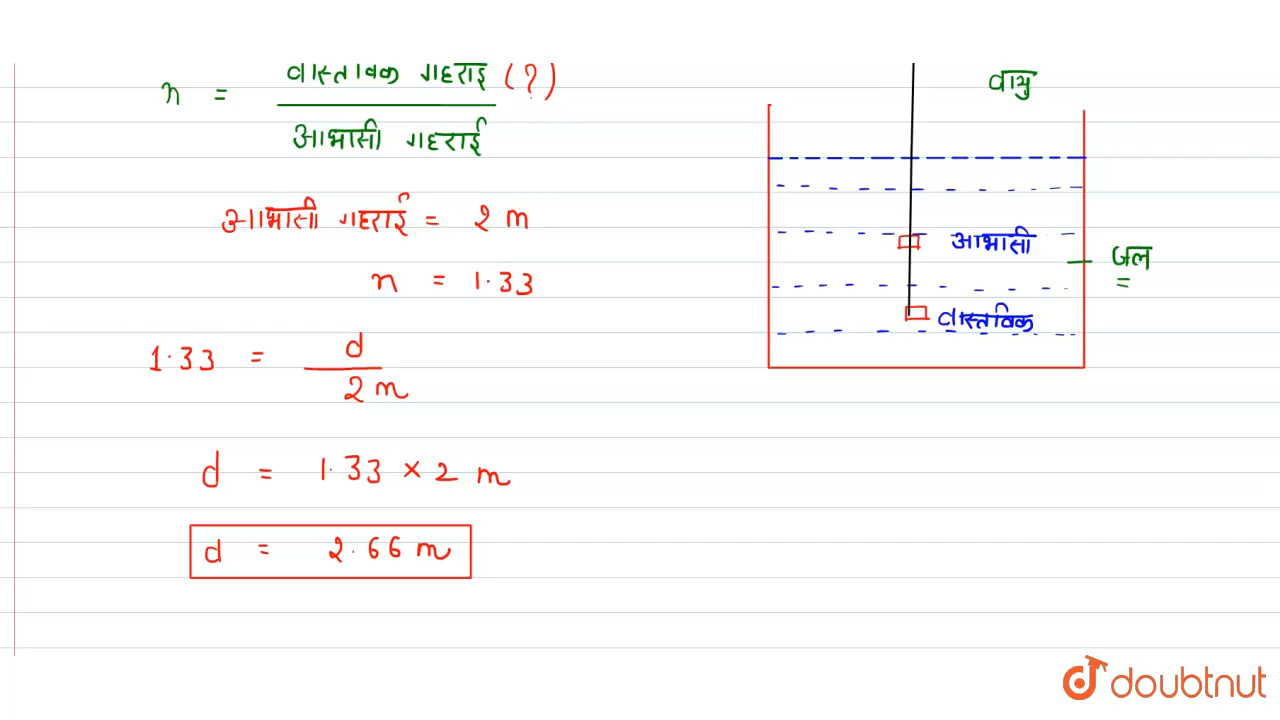 वास्तविक गहराई (?)
n = 
आभासी गहराई
आभासी गहराई = 2 m
n = 1.33
1.33 = d
2 m
d = 1.33 × 2 m
d = 2.66 m
वायु
आभासी
जल
=
वास्तविक
doubtnut